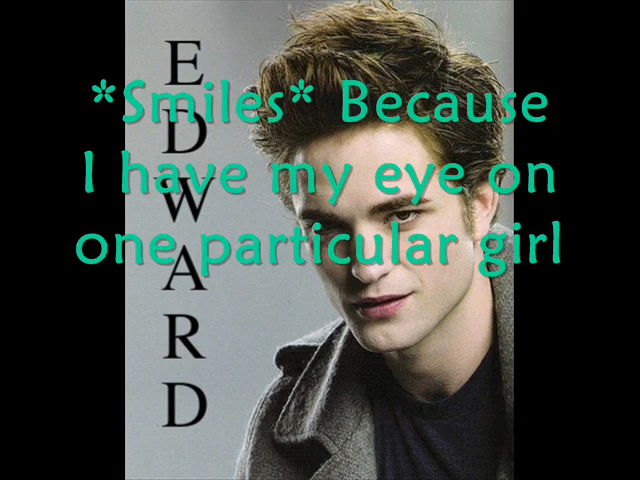 EDWARD
*Smiles* Because
I have my eye on
one particular girl